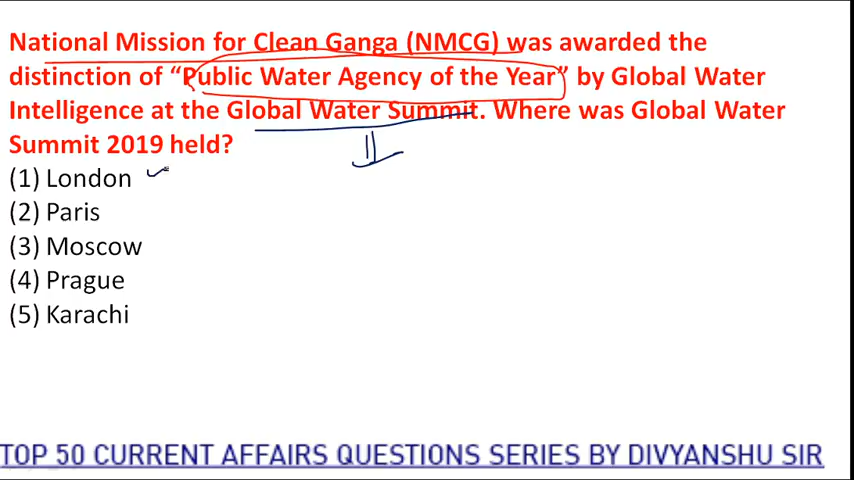 National Mission for Clean Ganga (NMCG) was awarded the
distinction of “Public Water Agency of the Year” by Global Water
Intelligence at the Global Water Summit. Where was Global Water
Summit 2019 held?
(1) London
(2) Paris
(3) Moscow
(4) Prague
(5) Karachi
TOP 50 CURRENT AFFAIRS QUESTIONS SERIES BY DIVYANSHU SIR